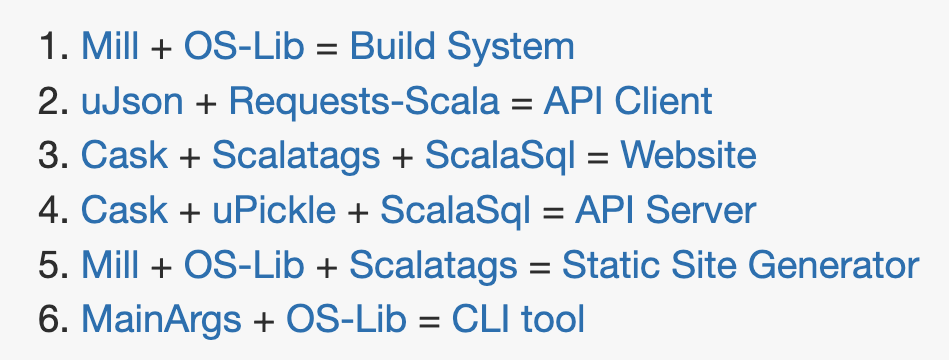 1. Mill + OS-Lib = Build System
2. uJson + Requests-Scala = API Client
3. Cask + Scalatags + ScalaSql = Website
4. Cask + uPickle + ScalaSql = API Server
5. Mill + OS-Lib + Scalatags = Static Site Generator
6. MainArgs + OS-Lib = CLI tool